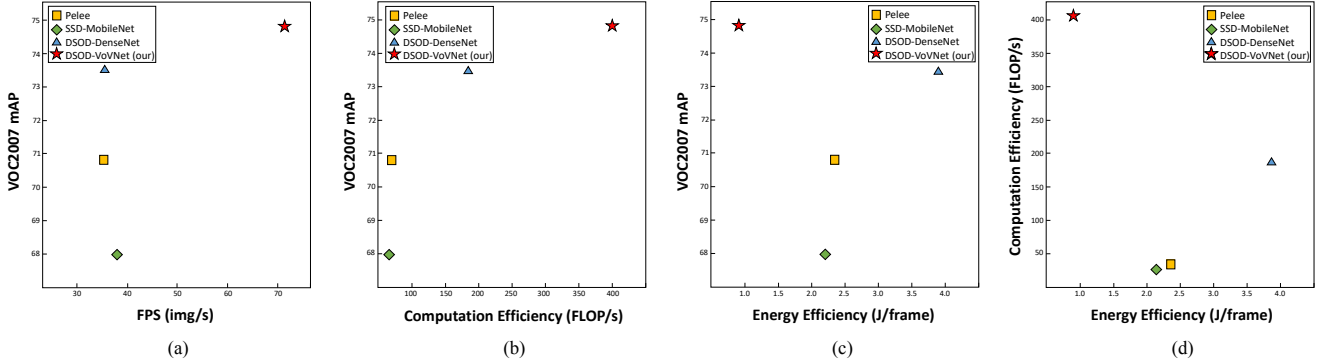 Pelee
SSD-MobileNet
DSOD-DenseNet
DSOD-VoVNet (our)
75
74
73
72
71
70
69
68
VOC2007 mAP
30 40 50 60 70
FPS (img/s)
(a)
Pelee
SSD-MobileNet
DSOD-DenseNet
DSOD-VoVNet (our)
75
74
73
72
71
70
69
68
VOC2007 mAP
100 150 200 250 300 350 400
Computation Efficiency (FLOP/s)
(b)
Pelee
SSD-MobileNet
DSOD-DenseNet
DSOD-VoVNet (our)
75
74
73
72
71
70
69
68
VOC2007 mAP
1.0 1.5 2.0 2.5 3.0 3.5 4.0
Energy Efficiency (J/frame)
(c)
Pelee
SSD-MobileNet
DSOD-DenseNet
DSOD-VoVNet (our)
400
350
300
250
200
150
100
50
Computation Efficiency (FLOP/s)
1.0 1.5 2.0 2.5 3.0 3.5 4.0
Energy Efficiency (J/frame)
(d)